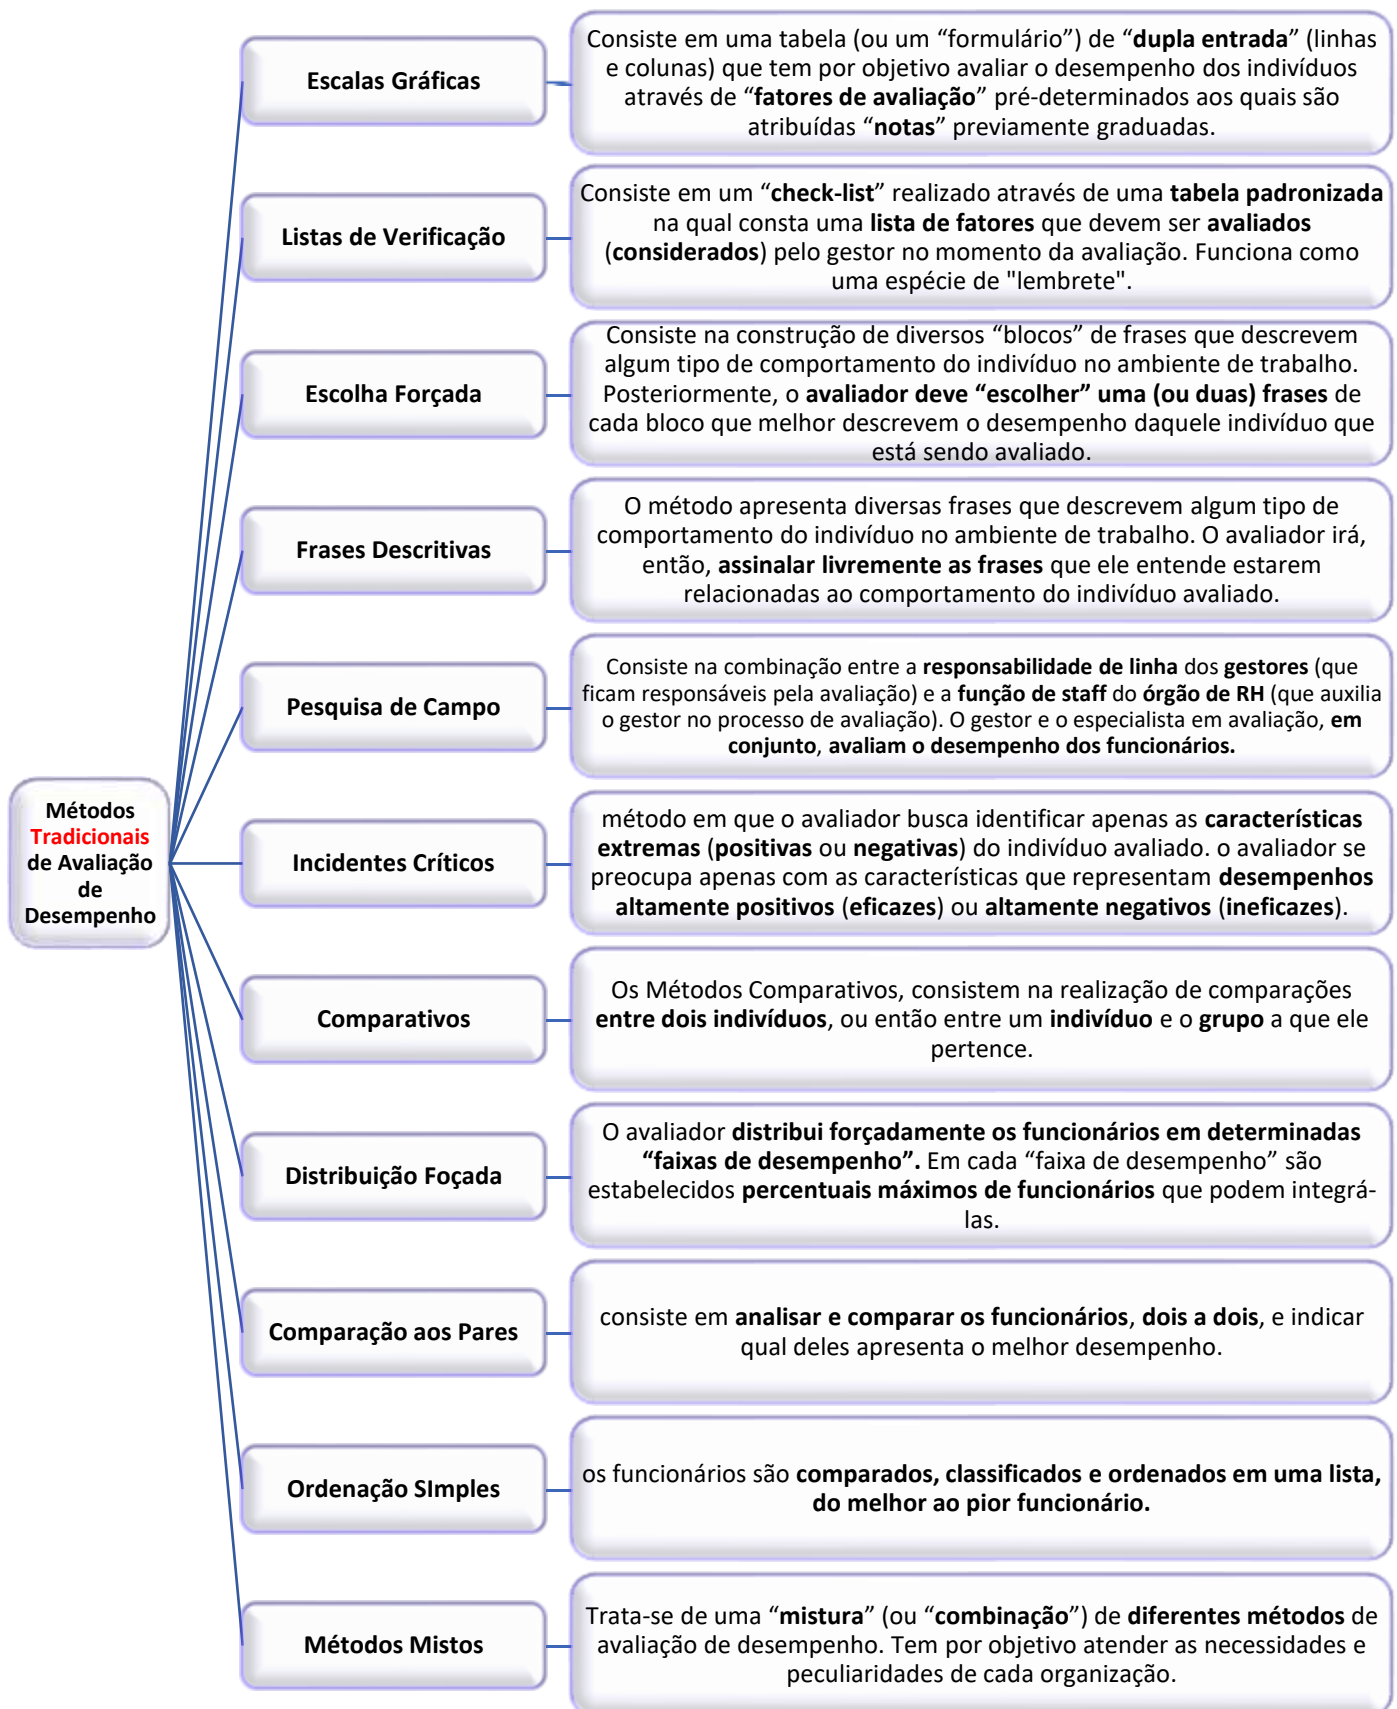 Métodos
Tradicionais
de Avaliação
de
Desempenho
Escalas Gráficas
Consiste em uma tabela (ou um “formulário”) de “dupla entrada” (linhas
e colunas) que tem por objetivo avaliar o desempenho dos indivíduos
através de “fatores de avaliação” pré-determinados aos quais são
atribuídas “notas” previamente graduadas.
Listas de Verificação
Consiste em um “check-list” realizado através de uma tabela padronizada
na qual consta uma lista de fatores que devem ser avaliados
(considerados) pelo gestor no momento da avaliação. Funciona como
uma espécie de "lembrete".
Escolha Forçada
Consiste na construção de diversos “blocos” de frases que descrevem
algum tipo de comportamento do indivíduo no ambiente de trabalho.
Posteriormente, o avaliador deve “escolher” uma (ou duas) frases de
cada bloco que melhor descrevem o desempenho daquele indivíduo que
está sendo avaliado.
Frases Descritivas
O método apresenta diversas frases que descrevem algum tipo de
comportamento do indivíduo no ambiente de trabalho. O avaliador irá,
então, assinalar livremente as frases que ele entende estarem
relacionadas ao comportamento do indivíduo avaliado.
Pesquisa de Campo
Consiste na combinação entre a responsabilidade de linha dos gestores (que
ficam responsáveis pela avaliação) e a função de staff do órgão de RH (que auxilia
o gestor no processo de avaliação). O gestor e o especialista em avaliação, em
conjunto, avaliam o desempenho dos funcionários.
Incidentes Críticos
método em que o avaliador busca identificar apenas as características
extremas (positivas ou negativas) do indivíduo avaliado. o avaliador se
preocupa apenas com as características que representam desempenhos
altamente positivos (eficazes) ou altamente negativos (ineficazes).
Comparativos
Os Métodos Comparativos, consistem na realização de comparações
entre dois indivíduos, ou então entre um indivíduo e o grupo a que ele
pertence.
Distribuição Foçada
O avaliador distribui forçadamente os funcionários em determinadas
“faixas de desempenho”. Em cada “faixa de desempenho” são
estabelecidos percentuais máximos de funcionários que podem integrá-
las.
Comparação aos Pares
consiste em analisar e comparar os funcionários, dois a dois, e indicar
qual deles apresenta o melhor desempenho.
Ordenação SImples
os funcionários são comparados, classificados e ordenados em uma lista,
do melhor ao pior funcionário.
Métodos Mistos
Trata-se de uma “mistura” (ou “combinação”) de diferentes métodos de
avaliação de desempenho. Tem por objetivo atender as necessidades e
peculiaridades de cada organização.